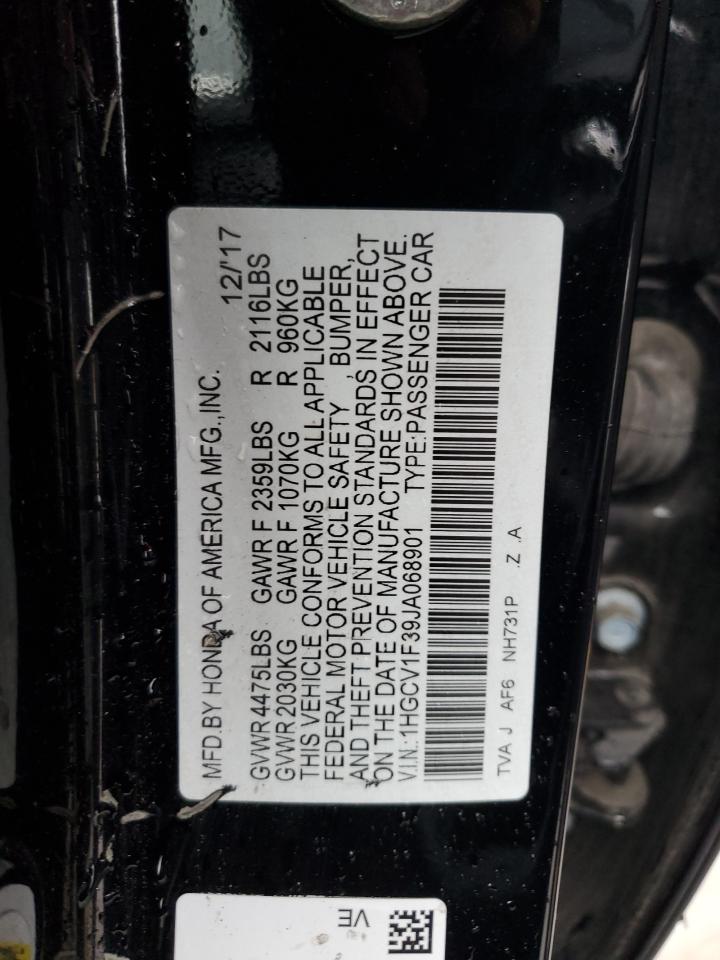 MFD.BY HONDA OF AMERICA MFG.,INC. 12/'17
GVWR 4475LBS GAWR F 2359LBS R 2116LBS
GVWR 2030KG GAWR F 1070KG R 960KG
THIS VEHICLE CONFORMS TO ALL APPLICABLE
FEDERAL MOTOR VEHICLE SAFETY , BUMPER,
AND THEFT PREVENTION STANDARDS IN EFFECT
ON THE DATE OF MANUFACTURE SHOWN ABOVE.
V.I.N.:1HGCV1F39JA068901 TYPE:PASSENGER CAR
TVA J AF6 NH731P .Z .A
VE